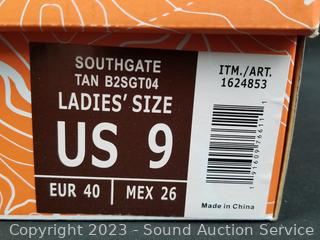 SOUTHGATE
TAN B2SGT04
LADIES' SIZE
US 9
EUR 40 | MEX 26
ITM./ART.
1624853
Made in China
Copyright 2023 - Sound Auction Service